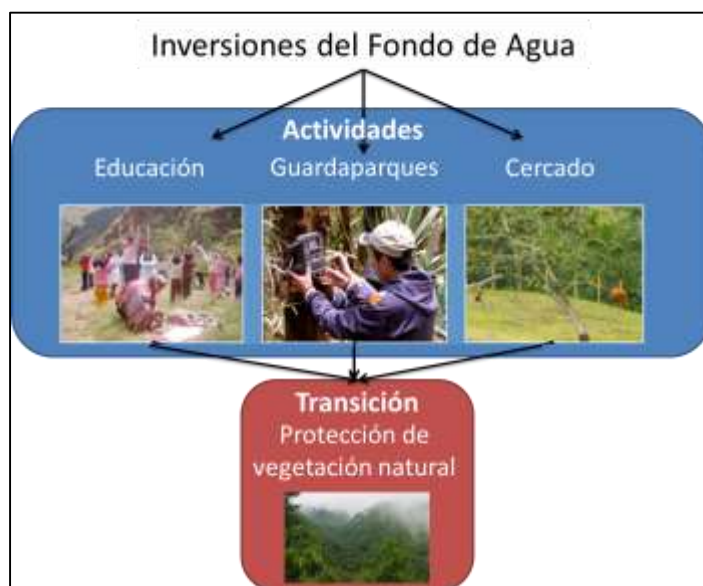 Inversiones del Fondo de Agua
Actividades
Educación Guardaparques Cercado
Transición
Protección de
vegetación natural